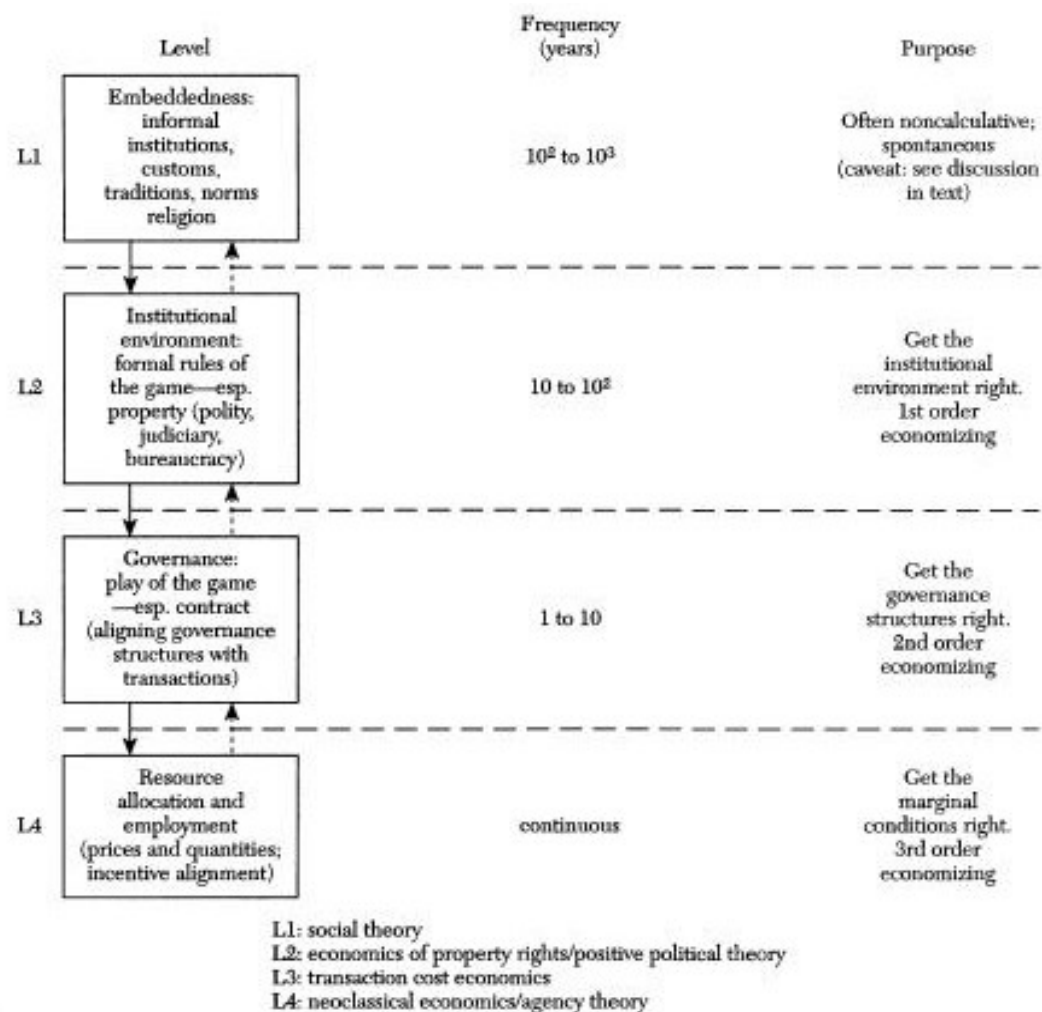 Level
Frequency
(years)
Purpose
L1
Embeddedness:
informal
institutions,
customs,
traditions, norms
religion
10² to 10³
Often noncalculative;
spontaneous
(caveat: see discussion
in text)
L2
Institutional
environment:
formal rules of
the game—esp.
property (polity,
judiciary,
bureaucracy)
10 to 10²
Get the
institutional
environment right.
1st order
economizing
L3
Governance:
play of the game
—esp. contract
(aligning governance
structures with
transactions)
1 to 10
Get the
governance
structures right.
2nd order
economizing
L4
Resource
allocation and
employment
(prices and quantities;
incentive alignment)
continuous
Get the
marginal
conditions right.
3rd order
economizing
L1: social theory
L2: economics of property rights/positive political theory
L3: transaction cost economics
L4: neoclassical economics/agency theory